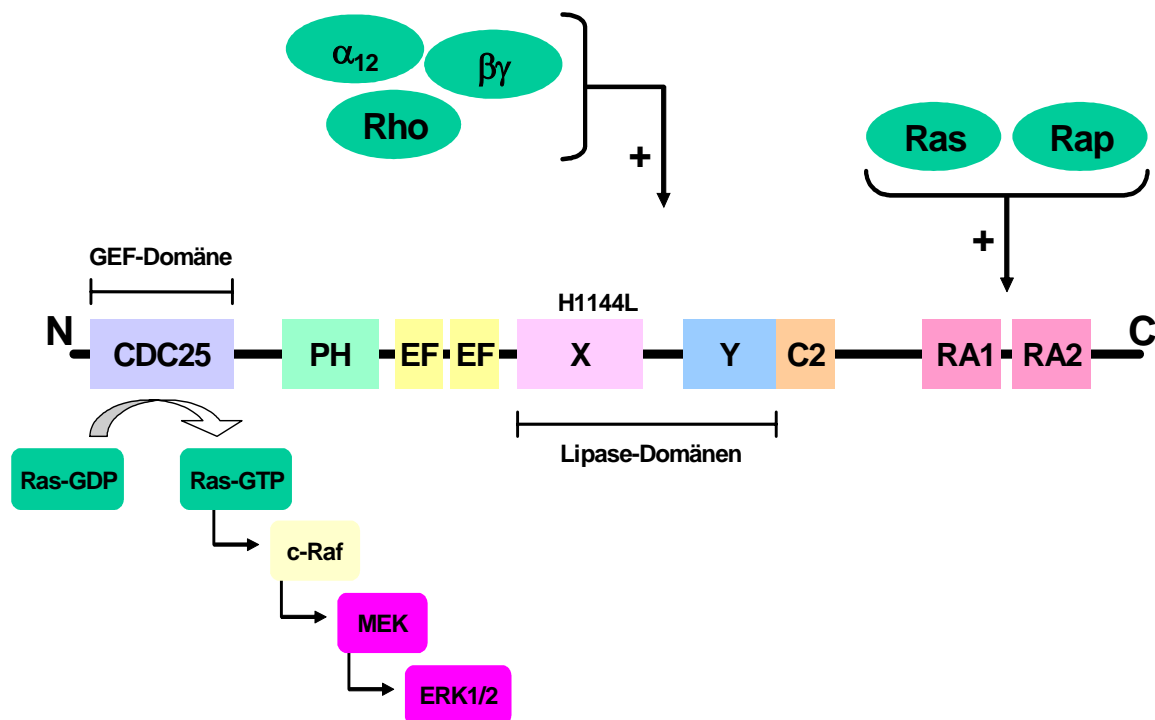 α12
βγ
Rho
+
Ras Rap
+
GEF-Domäne
H1144L
N CDC25 PH EF EF X Y C2 RA1 RA2 C
Lipase-Domänen
Ras-GDP Ras-GTP
c-Raf
MEK
ERK1/2